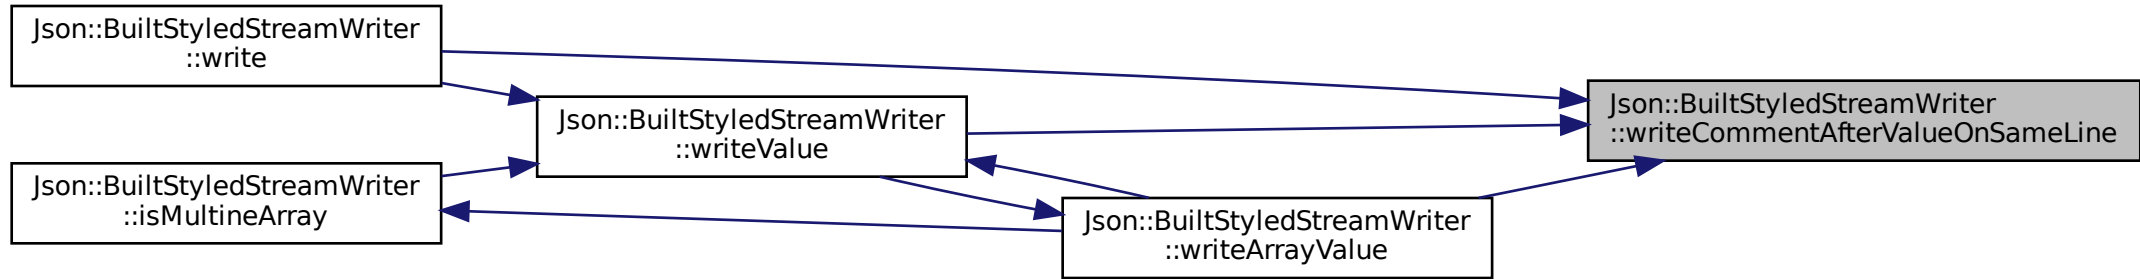 Json::BuiltStyledStreamWriter
::write
Json::BuiltStyledStreamWriter
::writeCommentAfterValueOnSameLine
Json::BuiltStyledStreamWriter
::writeValue
Json::BuiltStyledStreamWriter
::isMultineArray
Json::BuiltStyledStreamWriter
::writeArrayValue